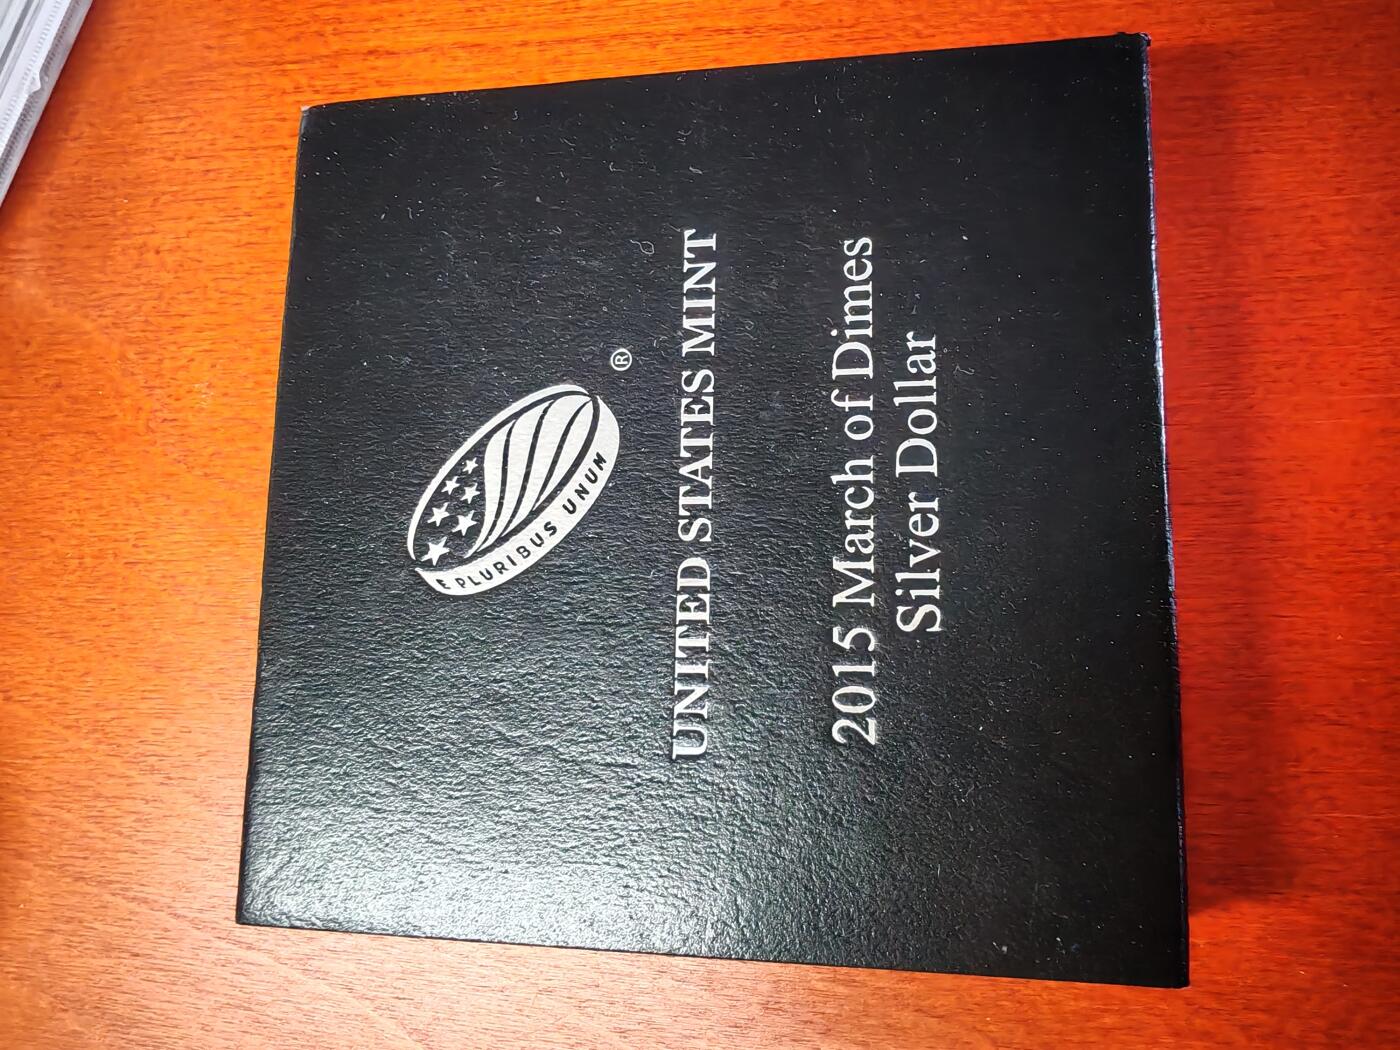 E PLURIBUS UNUM
®
UNITED STATES MINT
2015 March of Dimes
Silver Dollar